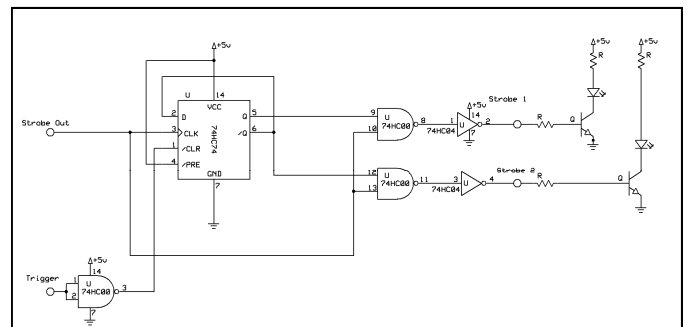 +5v
+5v
R
+5v
R
U
14
VCC
2
D
Q
5
9
U
74HC00
8
1
U
74HC04
+5v
14
2
7
Strobe 1
R
Q
Strobe Out
3
CLK
74HC74
/Q
6
10
1
/CLR
4
/PRE
GND
7
12
U
74HC00
11
3
U
74HC04
4
Strobe 2
R
Q
13
+5v
14
Trigger
1
U
74HC00
2
3
7